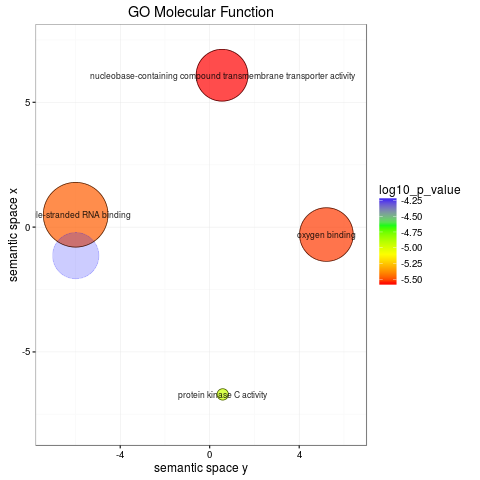 GO Molecular Function
nucleobase-containing compound transmembrane transporter activity
le-stranded RNA binding
oxygen binding
protein kinase C activity
5
0
-5
-4
0
4
semantic space x
semantic space y
log10_p_value
-4.25
-4.50
-4.75
-5.00
-5.25
-5.50